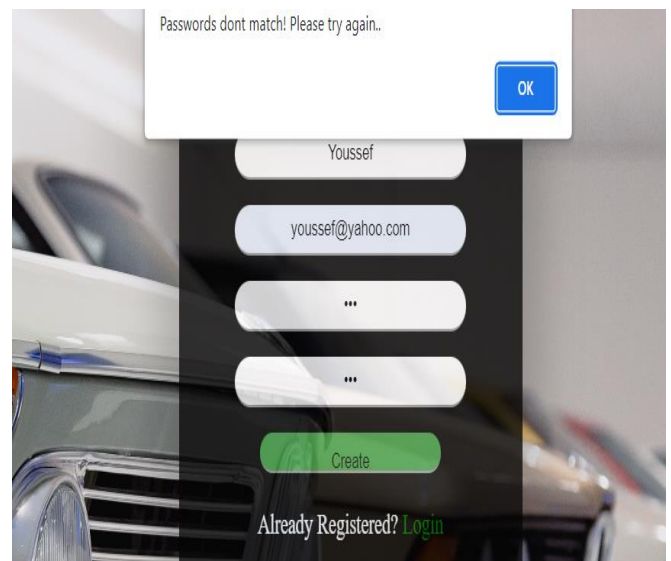 Passwords dont match! Please try again..
OK
Youssef
youssef@yahoo.com
•••
•••
Create
Already Registered? Login